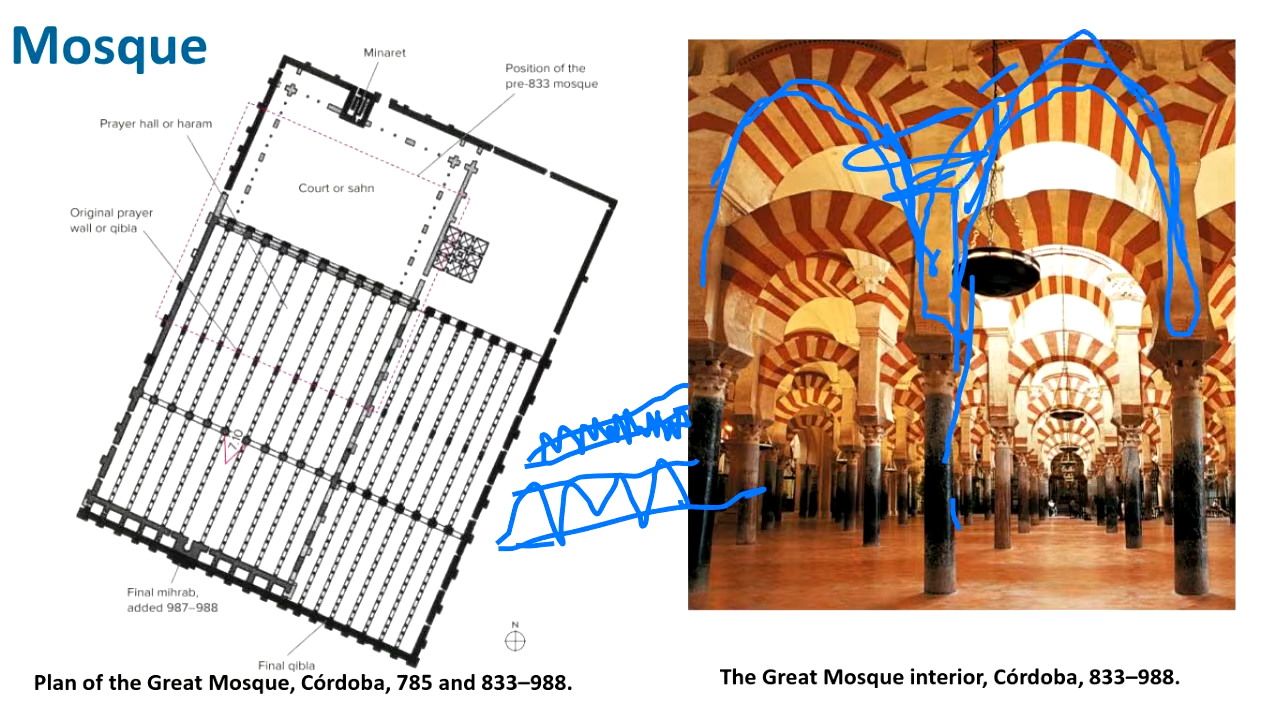 Mosque
Minaret
Position of the
pre-833 mosque
Prayer hall or haram
Court or sahn
Original prayer
wall or qibla
Final mihrab,
added 987–988
N
Final qibla
Plan of the Great Mosque, Córdoba, 785 and 833–988.
The Great Mosque interior, Córdoba, 833–988.